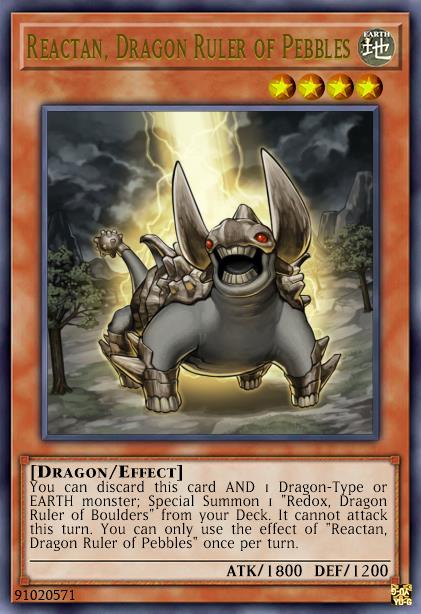 Reactan, Dragon Ruler of Pebbles
EARTH
地
[Dragon/Effect]
You can discard this card AND 1 Dragon-Type or
EARTH monster; Special Summon 1 "Redox, Dragon
Ruler of Boulders" from your Deck. It cannot attack
this turn. You can only use the effect of "Reactan,
Dragon Ruler of Pebbles" once per turn.
ATK/1800 DEF/1200
91020571